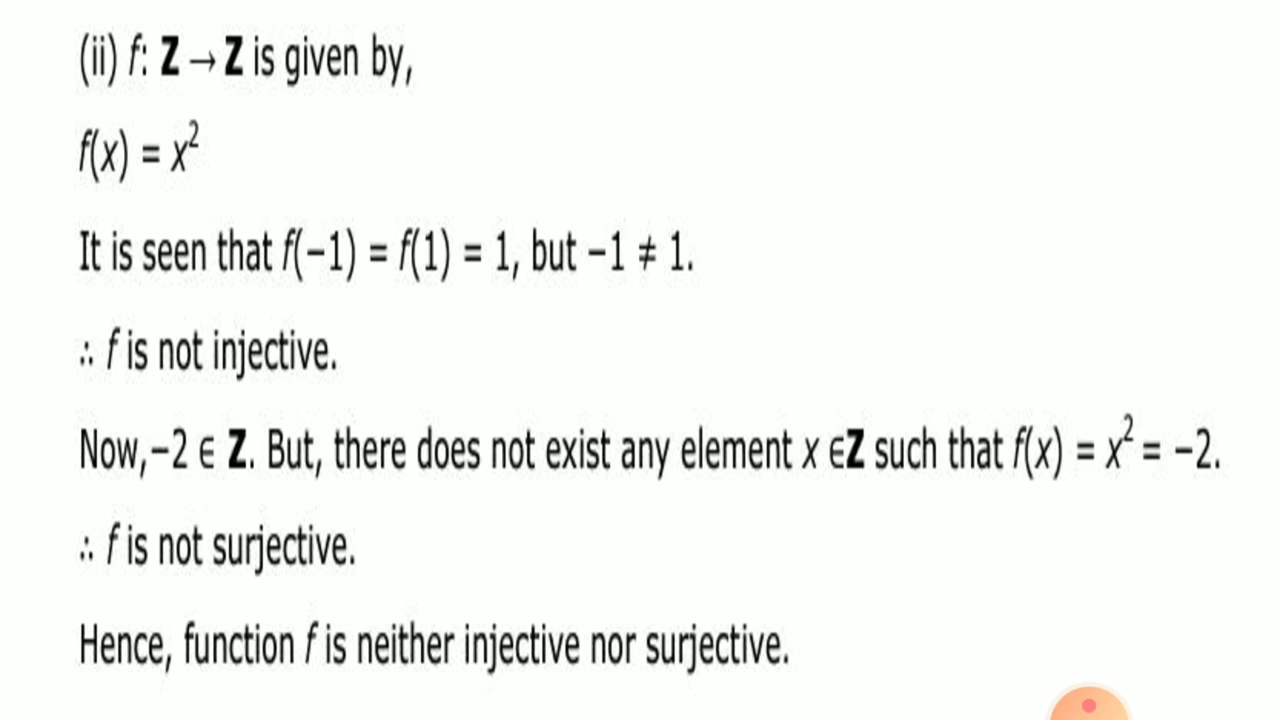 (ii) f: Z → Z is given by,
f(x) = x²
It is seen that f(−1) = f(1) = 1, but −1 ≠ 1.
∴ f is not injective.
Now,−2 ∈ Z. But, there does not exist any element x ∈Z such that f(x) = x² = −2.
∴ f is not surjective.
Hence, function f is neither injective nor surjective.